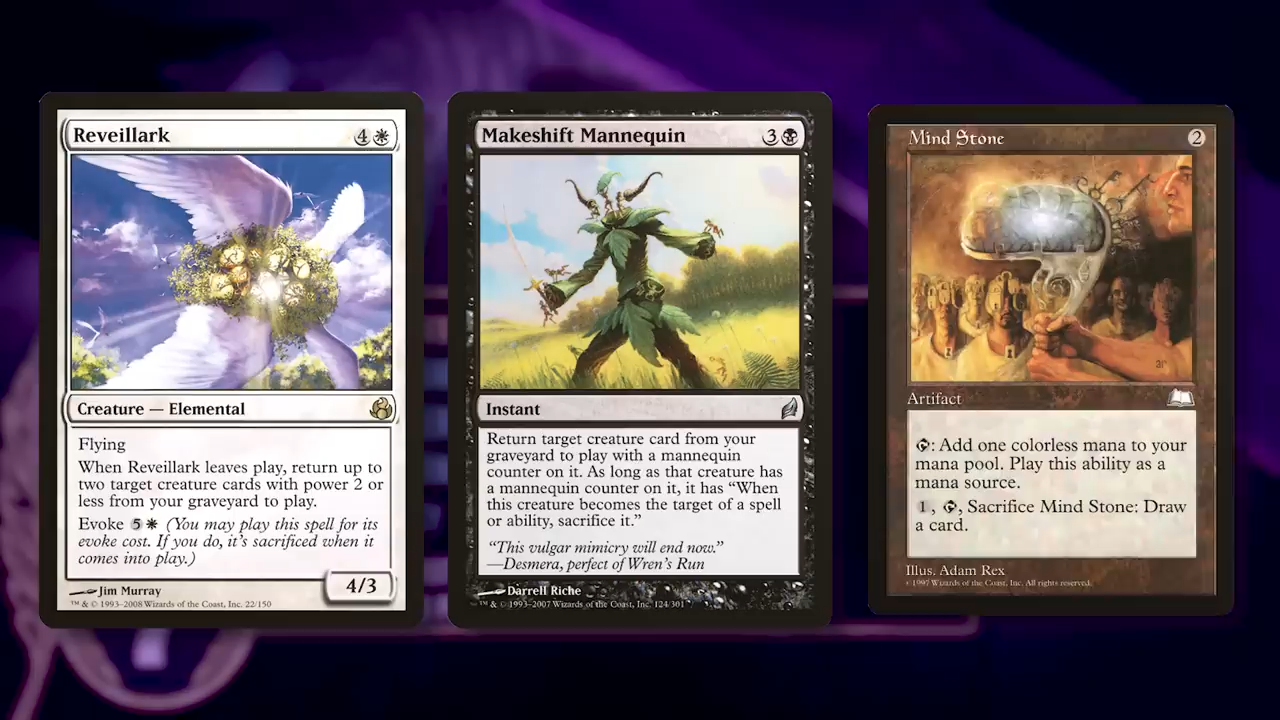 Reveillark
4
Creature — Elemental
Flying
When Reveillark leaves play, return up to
two target creature cards with power 2 or
less from your graveyard to play.
Evoke 5 (You may play this spell for its
evoke cost. If you do, it's sacrificed when it
comes into play.)
4/3
Jim Murray
™ & © 1993–2008 Wizards of the Coast, Inc. 22/150
Makeshift Mannequin
3
Instant
Return target creature card from your
graveyard to play with a mannequin
counter on it. As long as that creature has
a mannequin counter on it, it has “When
this creature becomes the target of a spell
or ability, sacrifice it.”
“This vulgar mimicry will end now.”
—Desmera, perfect of Wren's Run
Darrell Riche
™ & © 1993–2007 Wizards of the Coast, Inc. 124/301
Mind Stone
2
Artifact
: Add one colorless mana to your
mana pool. Play this ability as a
mana source.
1, , Sacrifice Mind Stone: Draw
a card.
Illus. Adam Rex
© 1997 Wizards of the Coast, Inc. All rights reserved.